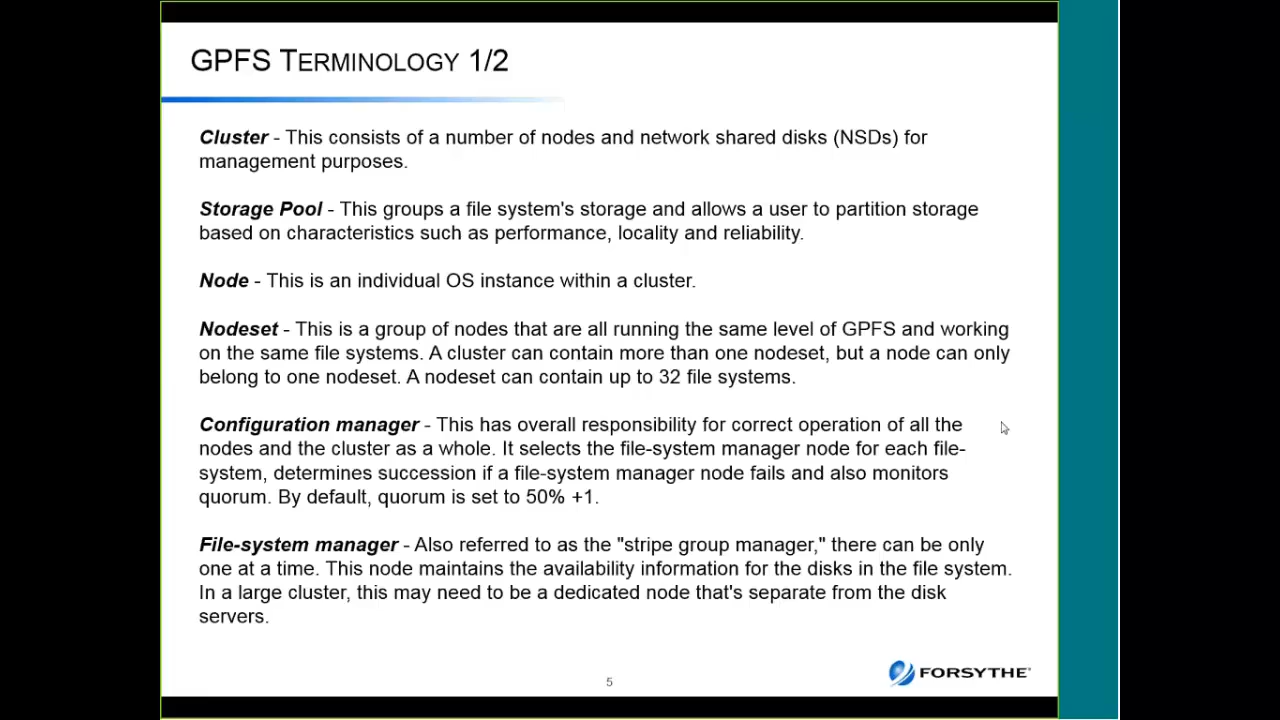 GPFS TERMINOLOGY 1/2
Cluster - This consists of a number of nodes and network shared disks (NSDs) for
management purposes.
Storage Pool - This groups a file system's storage and allows a user to partition storage
based on characteristics such as performance, locality and reliability.
Node - This is an individual OS instance within a cluster.
Nodeset - This is a group of nodes that are all running the same level of GPFS and working
on the same file systems. A cluster can contain more than one nodeset, but a node can only
belong to one nodeset. A nodeset can contain up to 32 file systems.
Configuration manager - This has overall responsibility for correct operation of all the
nodes and the cluster as a whole. It selects the file-system manager node for each file-
system, determines succession if a file-system manager node fails and also monitors
quorum. By default, quorum is set to 50% +1.
File-system manager - Also referred to as the "stripe group manager," there can be only
one at a time. This node maintains the availability information for the disks in the file system.
In a large cluster, this may need to be a dedicated node that's separate from the disk
servers.
5
FORSYTHE